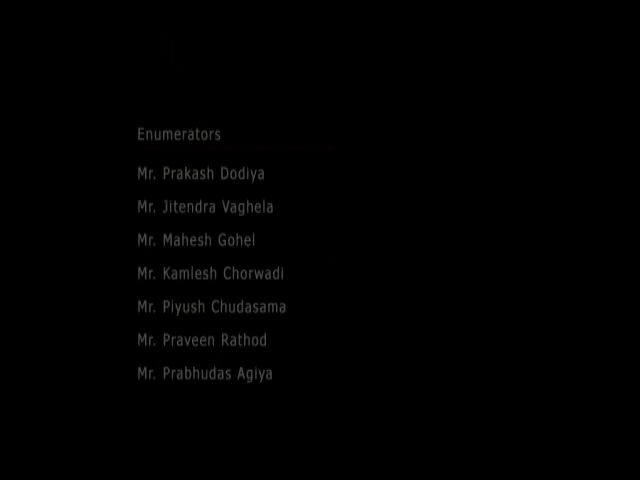 Enumerators
Mr. Prakash Dodiya
Mr. Jitendra Vaghela
Mr. Mahesh Gohel
Mr. Kamlesh Chorwadi
Mr. Piyush Chudasama
Mr. Praveen Rathod
Mr. Prabhudas Agiya